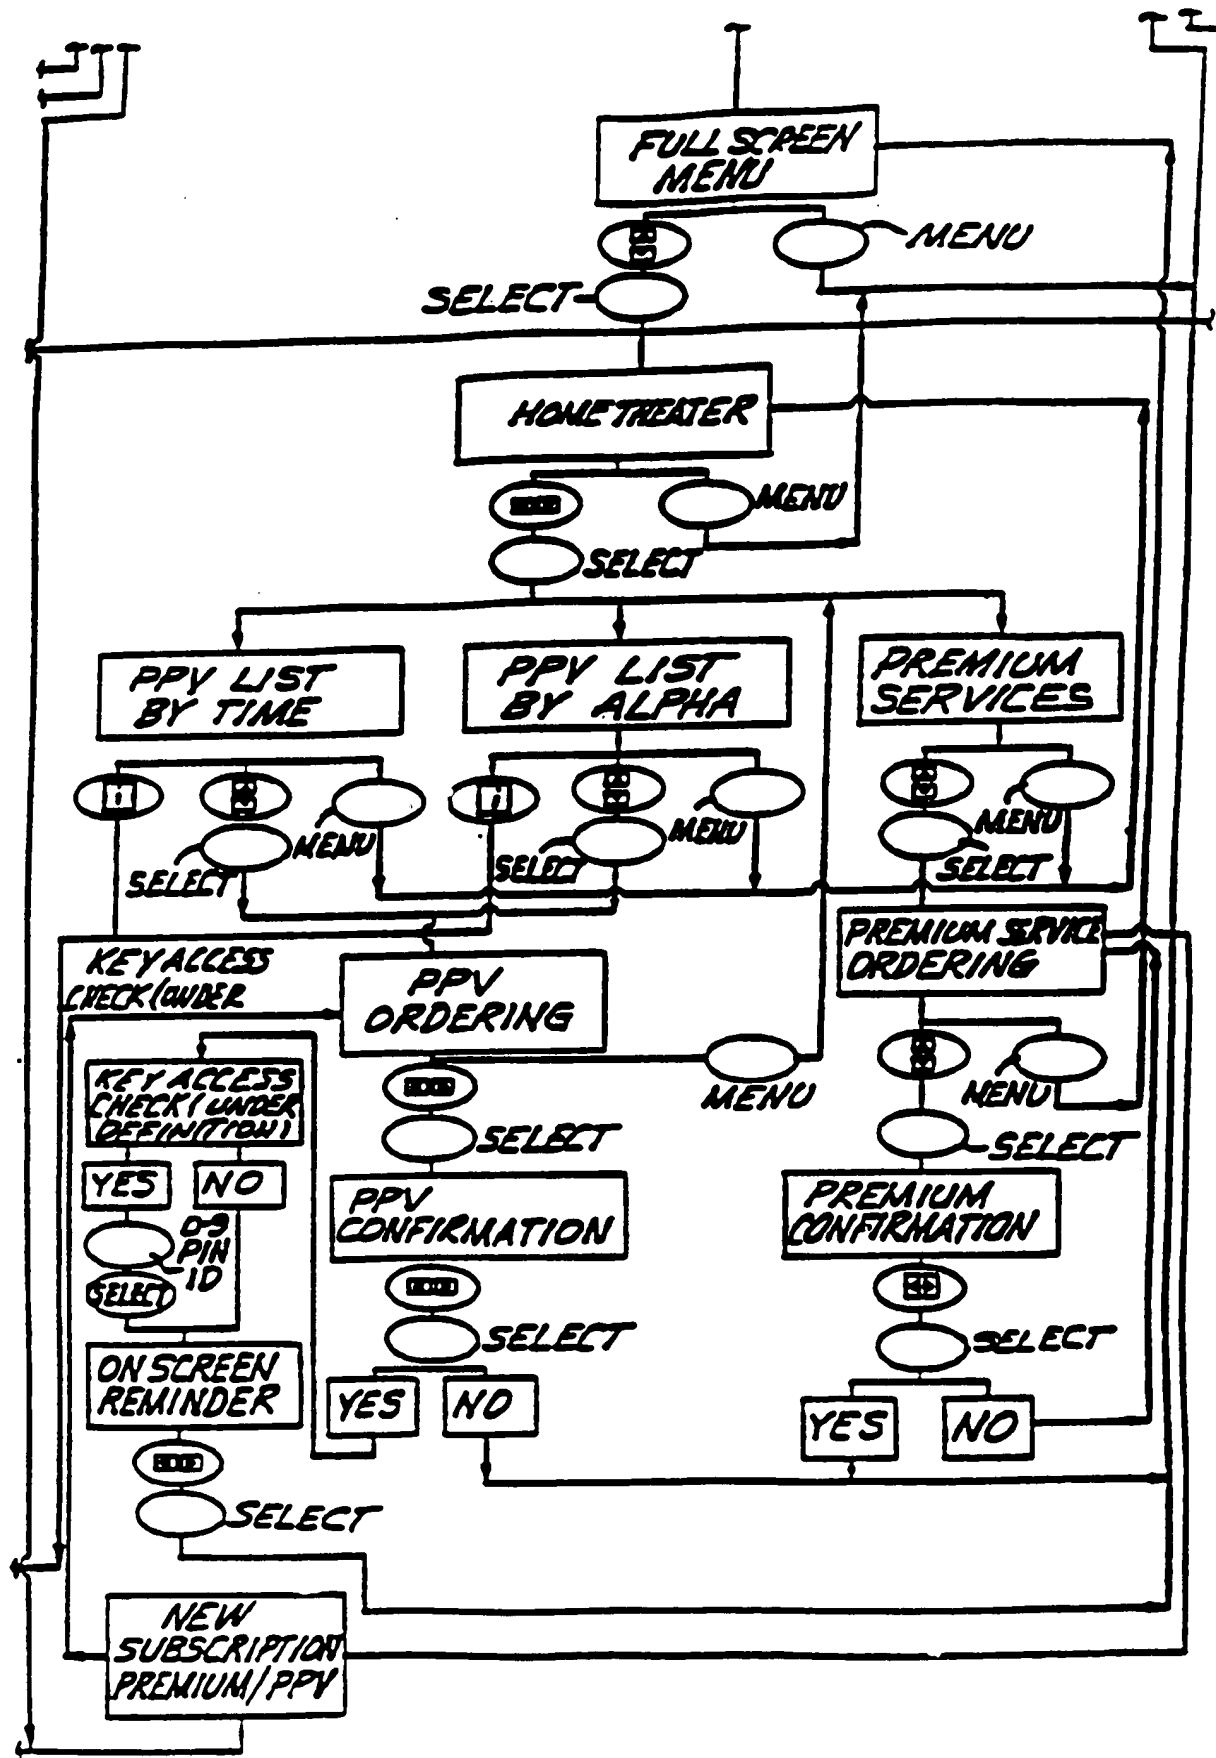 FULL SCREEN
MENU
MENU
SELECT
HOME THEATER
MENU
SELECT
PPV LIST
BY TIME
PPV LIST
BY ALPHA
PREMIUM
SERVICES
i
SELECT
MENU
i
SELECT
MENU
MENU
SELECT
KEY ACCESS
CHECK (UNDER
PPV
ORDERING
PREMIUM SERVICE
ORDERING
MENU
MENU
SELECT
KEY ACCESS
CHECK (UNDER
DEFINITION)
SELECT
YES
NO
0-9
PIN
ID
SELECT
PPV
CONFIRMATION
PREMIUM
CONFIRMATION
SELECT
SELECT
ON SCREEN
REMINDER
YES
NO
YES
NO
SELECT
NEW
SUBSCRIPTION
PREMIUM/PPV